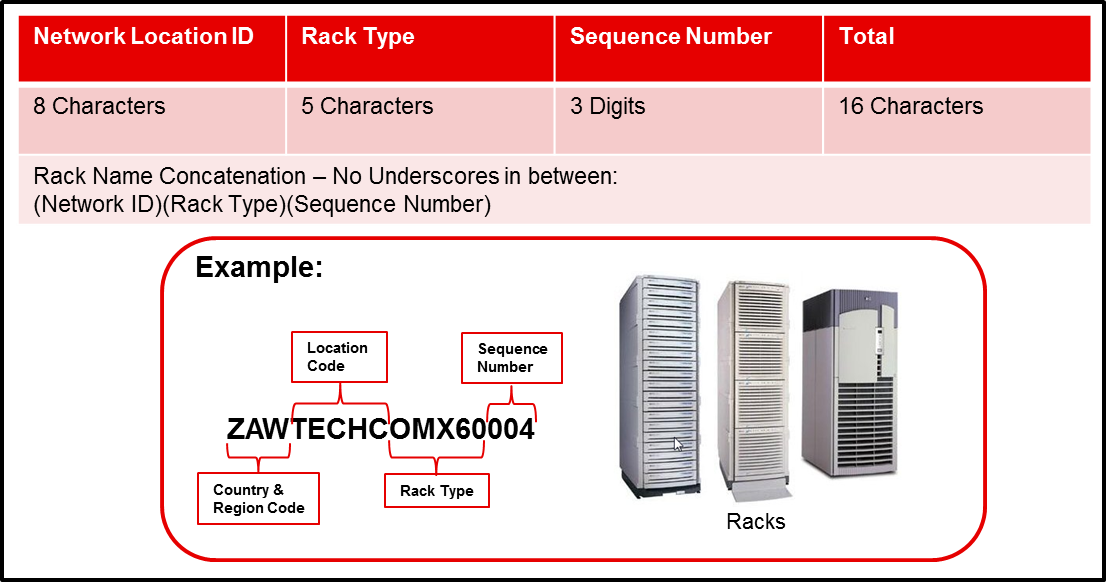 Network Location ID
Rack Type
Sequence Number
Total
8 Characters
5 Characters
3 Digits
16 Characters
Rack Name Concatenation – No Underscores in between:
(Network ID)(Rack Type)(Sequence Number)
Example:
Location
Code
Sequence
Number
ZAWTECHCOMX60004
Country &
Region Code
Rack Type
Racks